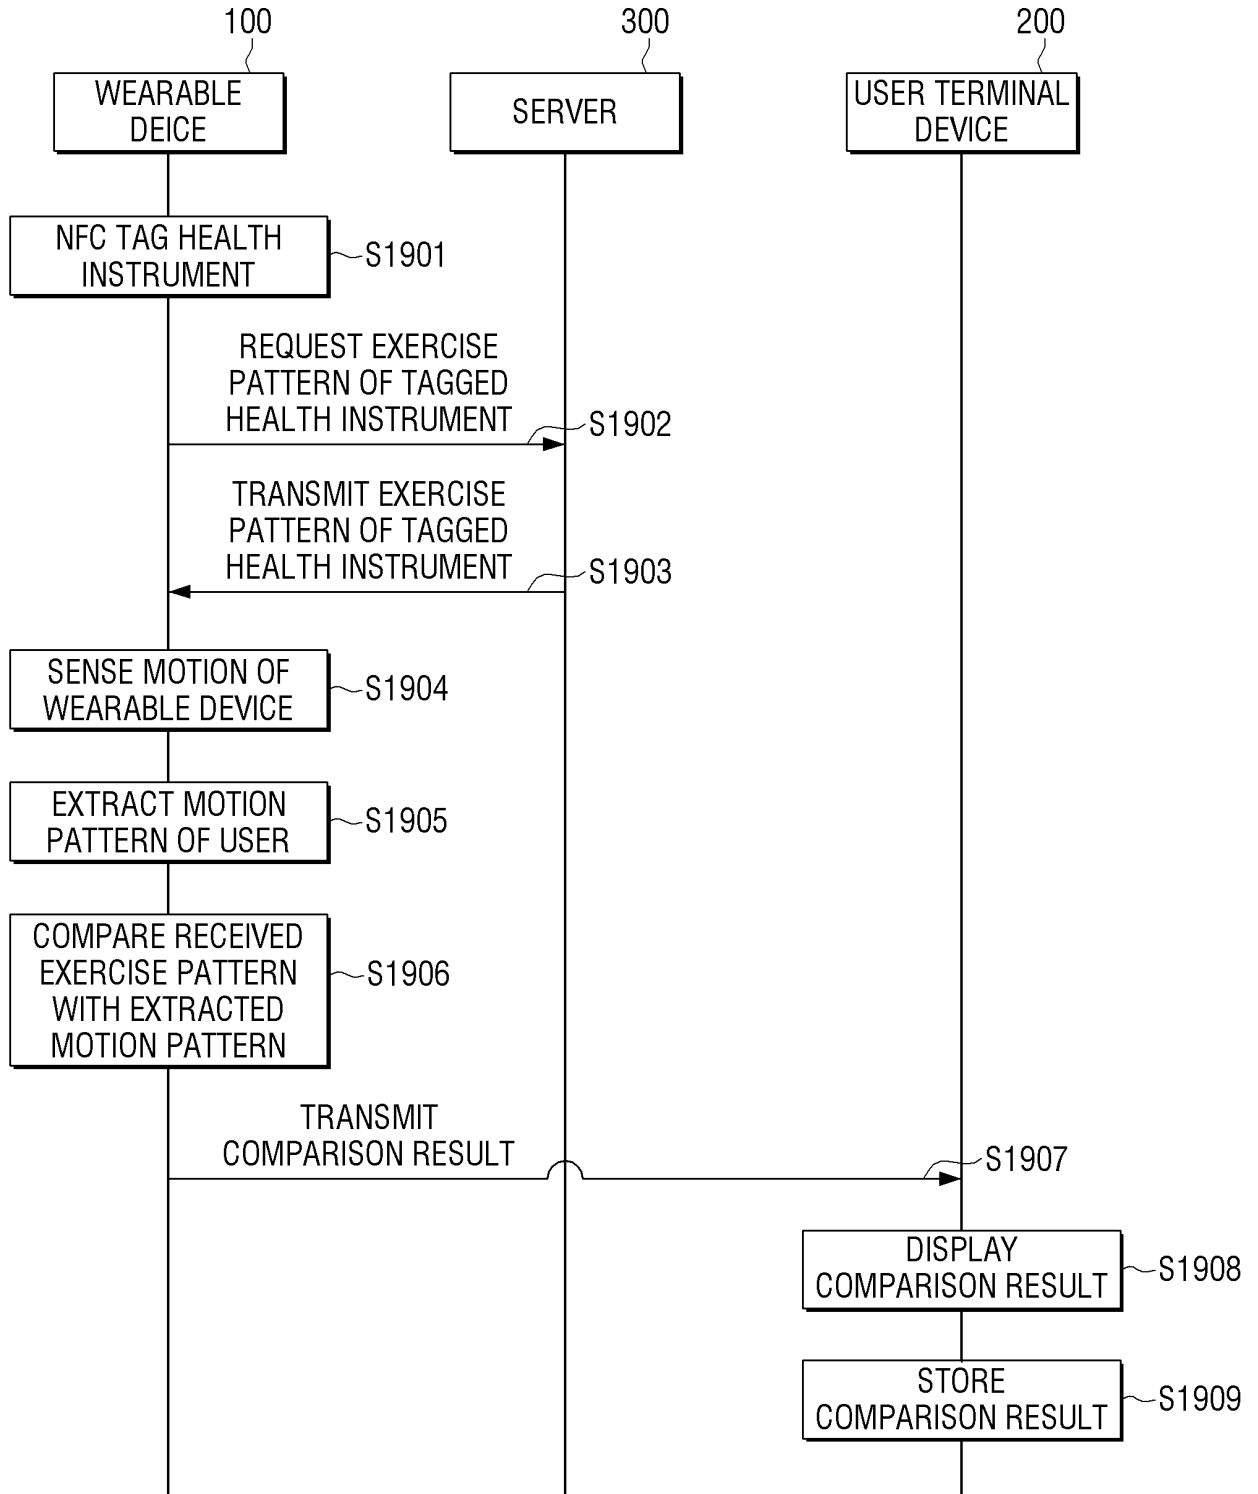 100
300
200
WEARABLE
DEICE
SERVER
USER TERMINAL
DEVICE
NFC TAG HEALTH
INSTRUMENT
S1901
REQUEST EXERCISE
PATTERN OF TAGGED
HEALTH INSTRUMENT
S1902
TRANSMIT EXERCISE
PATTERN OF TAGGED
HEALTH INSTRUMENT
S1903
SENSE MOTION OF
WEARABLE DEVICE
S1904
EXTRACT MOTION
PATTERN OF USER
S1905
COMPARE RECEIVED
EXERCISE PATTERN
WITH EXTRACTED
MOTION PATTERN
S1906
TRANSMIT
COMPARISON RESULT
S1907
DISPLAY
COMPARISON RESULT
S1908
STORE
COMPARISON RESULT
S1909